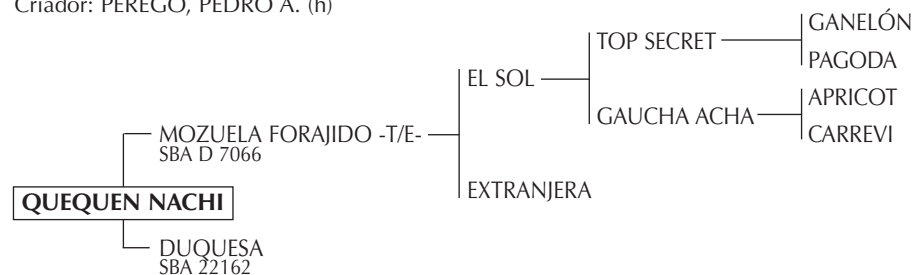 Criador: PEREGO, PEDRO A. (h)
GANELÓN
TOP SECRET
PAGODA
EL SOL
APRICOT
GAUCHA ACHA
CARREVI
MOZUELA FORAJIDO -T/E-
SBA D 7066
EXTRANJERA
QUEQUEN NACHI
DUQUESA
SBA 22162